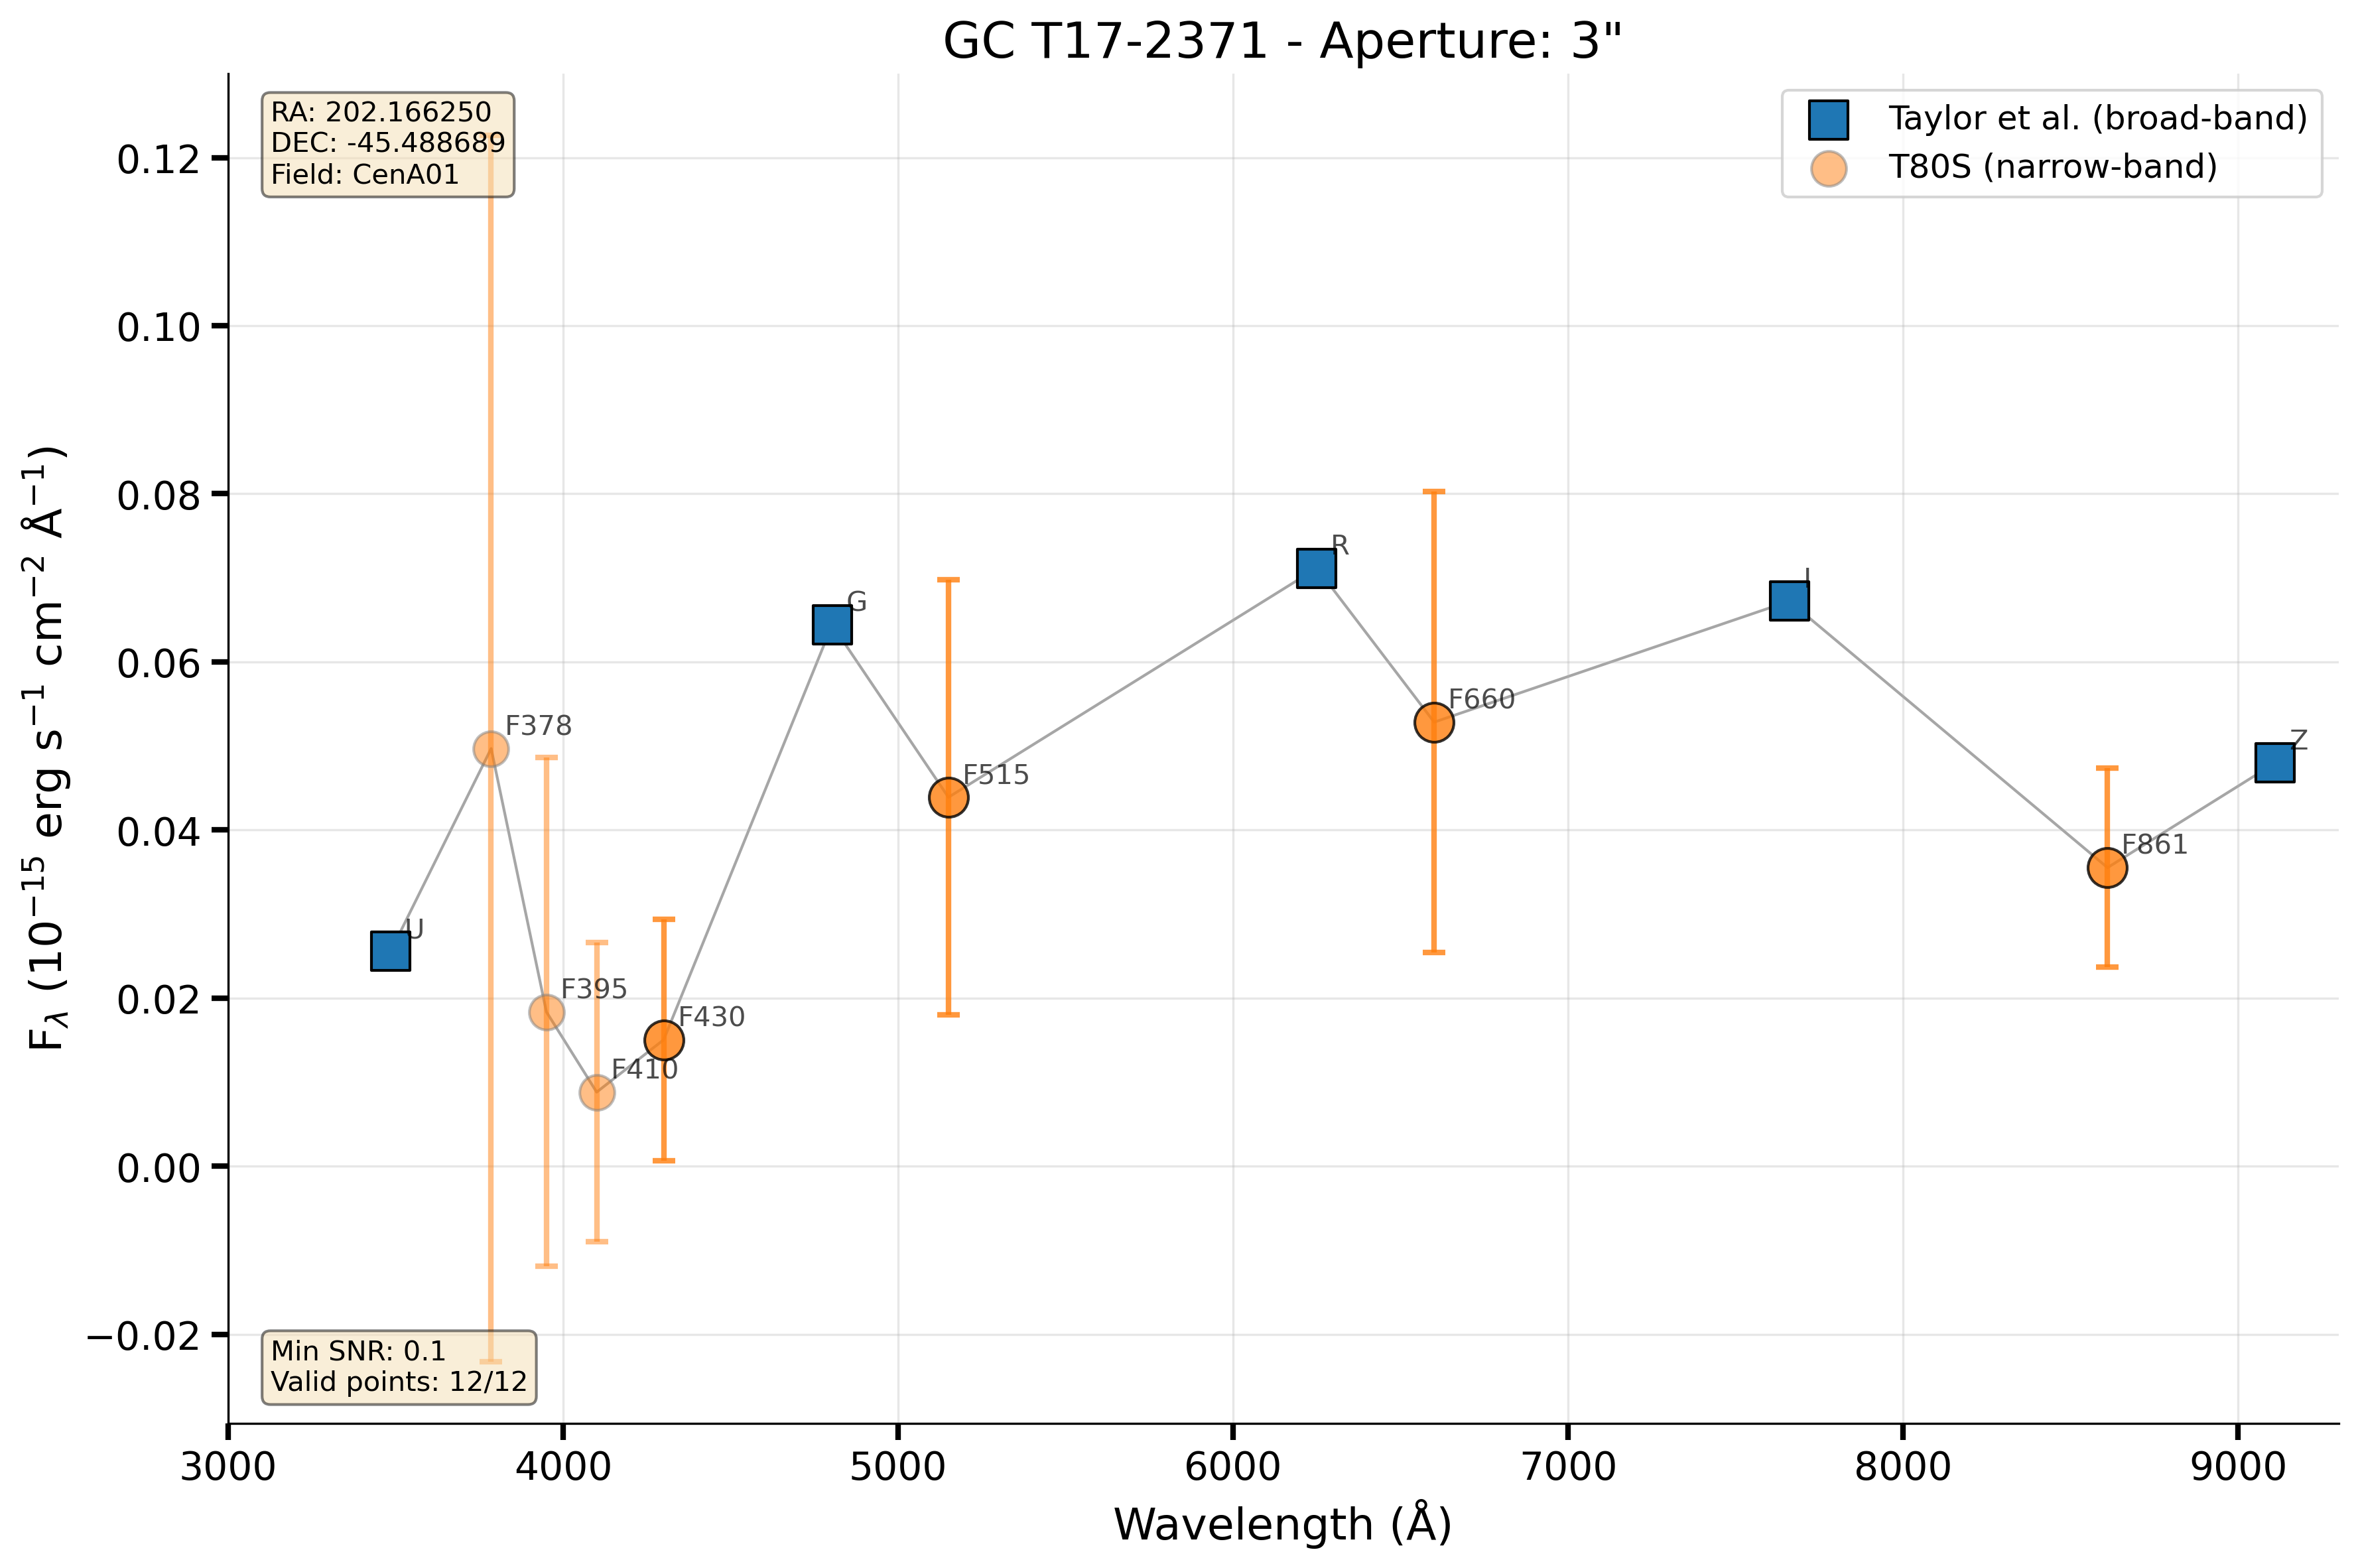 GC T17-2371 - Aperture: 3"
RA: 202.166250
DEC: -45.488689
Field: CenA01
Taylor et al. (broad-band)
T80S (narrow-band)
0.12
0.10
0.08
0.06
0.04
0.02
0.00
−0.02
F_λ (10⁻¹⁵ erg s⁻¹ cm⁻² Å⁻¹)
U
F378
F395
F410
F430
G
F515
R
F660
I
F861
Z
Min SNR: 0.1
Valid points: 12/12
3000 4000 5000 6000 7000 8000 9000
Wavelength (Å)